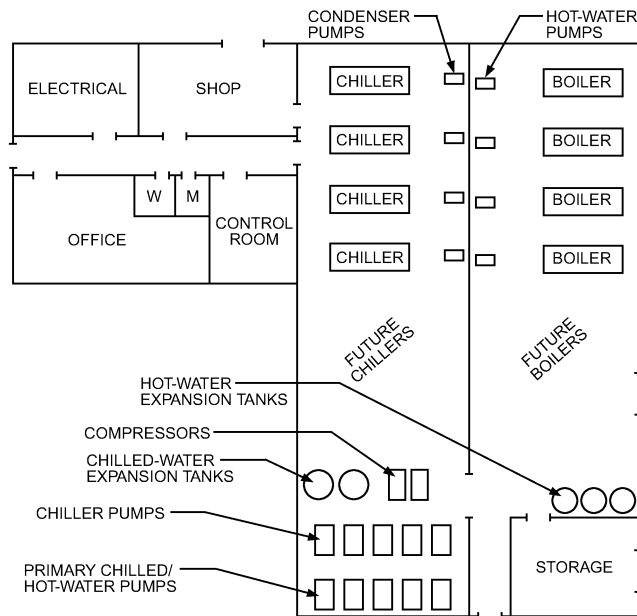 CONDENSER
PUMPS
HOT-WATER
PUMPS
ELECTRICAL
SHOP
CHILLER
BOILER
CHILLER
BOILER
W
M
CHILLER
BOILER
OFFICE
CONTROL
ROOM
CHILLER
BOILER
FUTURE
CHILLERS
FUTURE
BOILERS
HOT-WATER
EXPANSION TANKS
COMPRESSORS
CHILLED-WATER
EXPANSION TANKS
CHILLER PUMPS
PRIMARY CHILLED/
HOT-WATER PUMPS
STORAGE